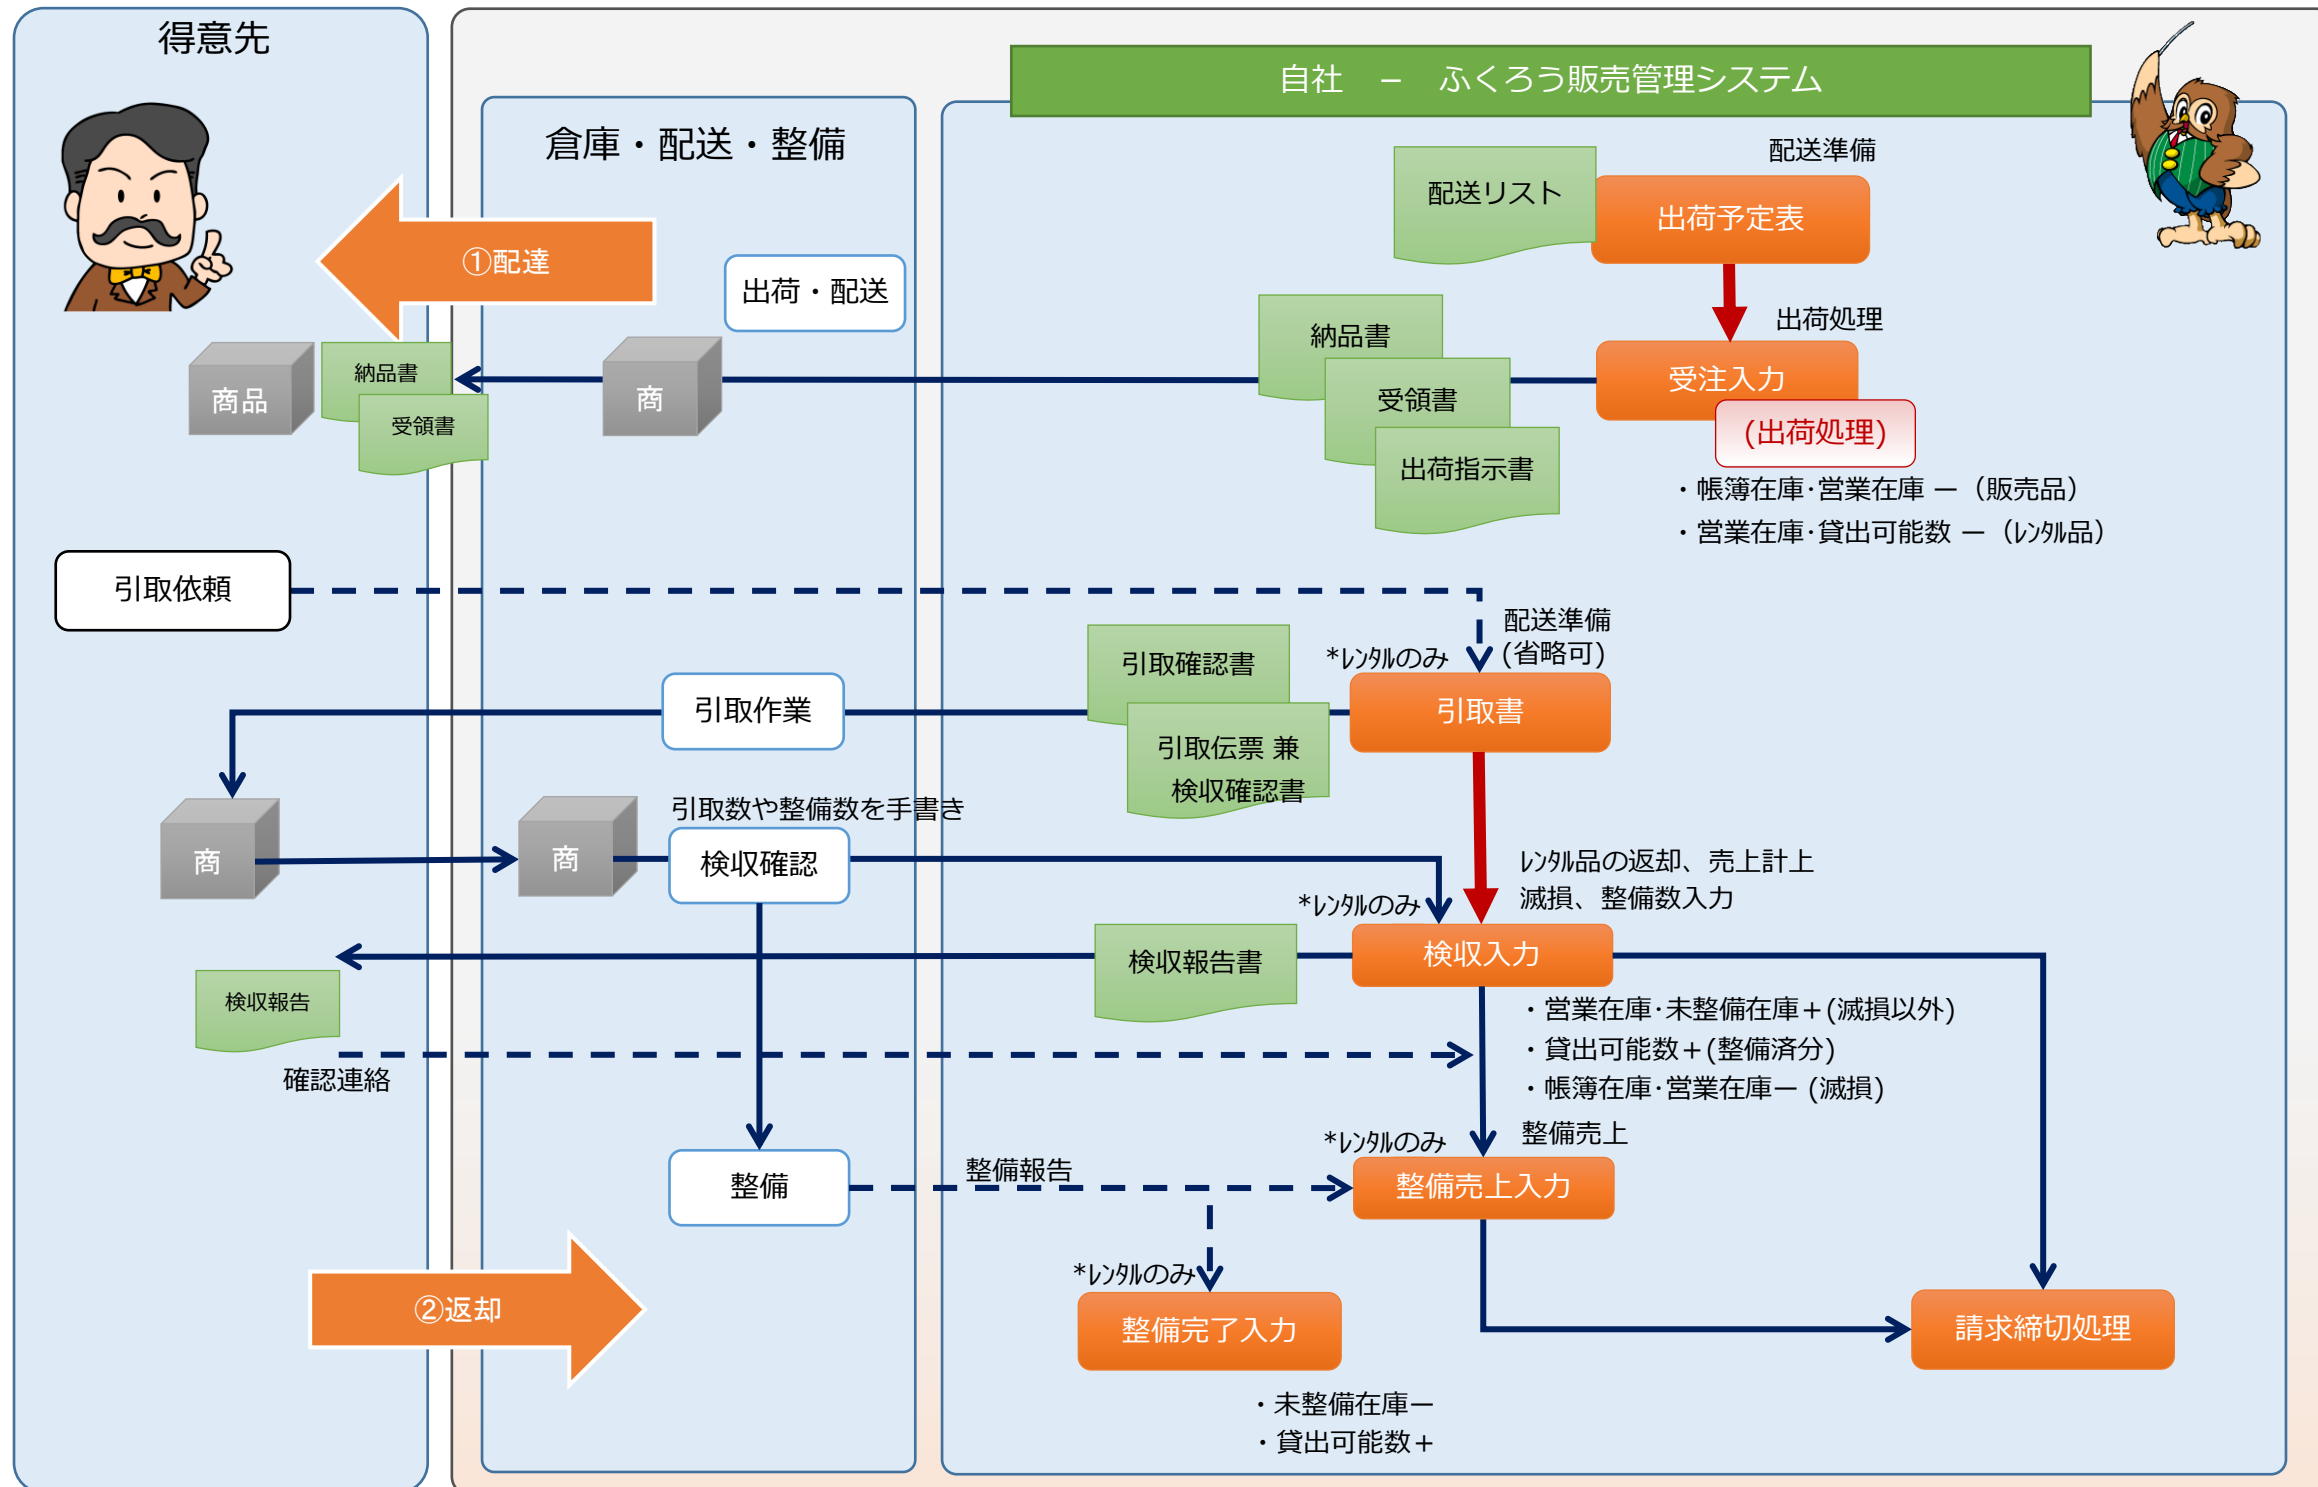 得意先
自社 － ふくろう販売管理システム
倉庫・配送・整備
配送準備
配送リスト
出荷予定表
①配達
出荷・配送
出荷処理
納品書
受注入力
受領書
(出荷処理)
出荷指示書
商品
納品書
受領書
商
・帳簿在庫･営業在庫 ー（販売品）
・営業在庫･貸出可能数 ー（ﾚﾝﾀﾙ品）
引取依頼
配送準備
(省略可)
*ﾚﾝﾀﾙのみ
引取確認書
引取作業
引取書
引取伝票 兼
検収確認書
引取数や整備数を手書き
商
商
検収確認
ﾚﾝﾀﾙ品の返却、売上計上
滅損、整備数入力
*ﾚﾝﾀﾙのみ
検収報告書
検収入力
検収報告
・営業在庫･未整備在庫＋(滅損以外)
・貸出可能数＋(整備済分)
・帳簿在庫･営業在庫ー (滅損)
確認連絡
整備売上
*ﾚﾝﾀﾙのみ
整備報告
整備
整備売上入力
*ﾚﾝﾀﾙのみ
②返却
整備完了入力
請求締切処理
・未整備在庫ー
・貸出可能数＋